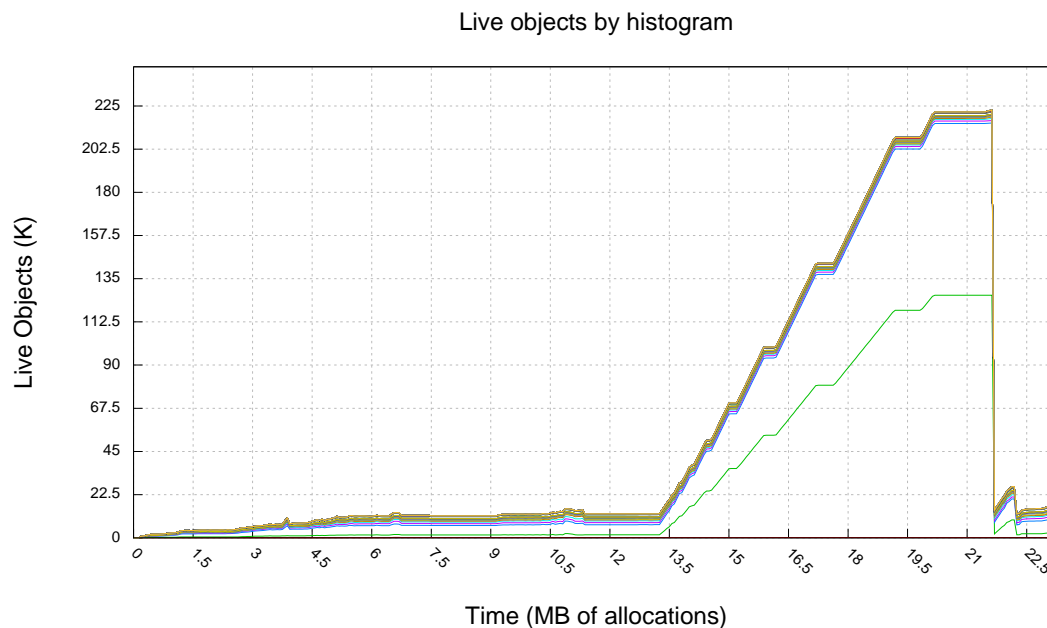 Live objects by histogram
225
202.5
180
157.5
135
112.5
90
67.5
45
22.5
0
Live Objects (K)
0 1.5 3 4.5 6 7.5 9 10.5 12 13.5 15 16.5 18 19.5 21 22.5
Time (MB of allocations)